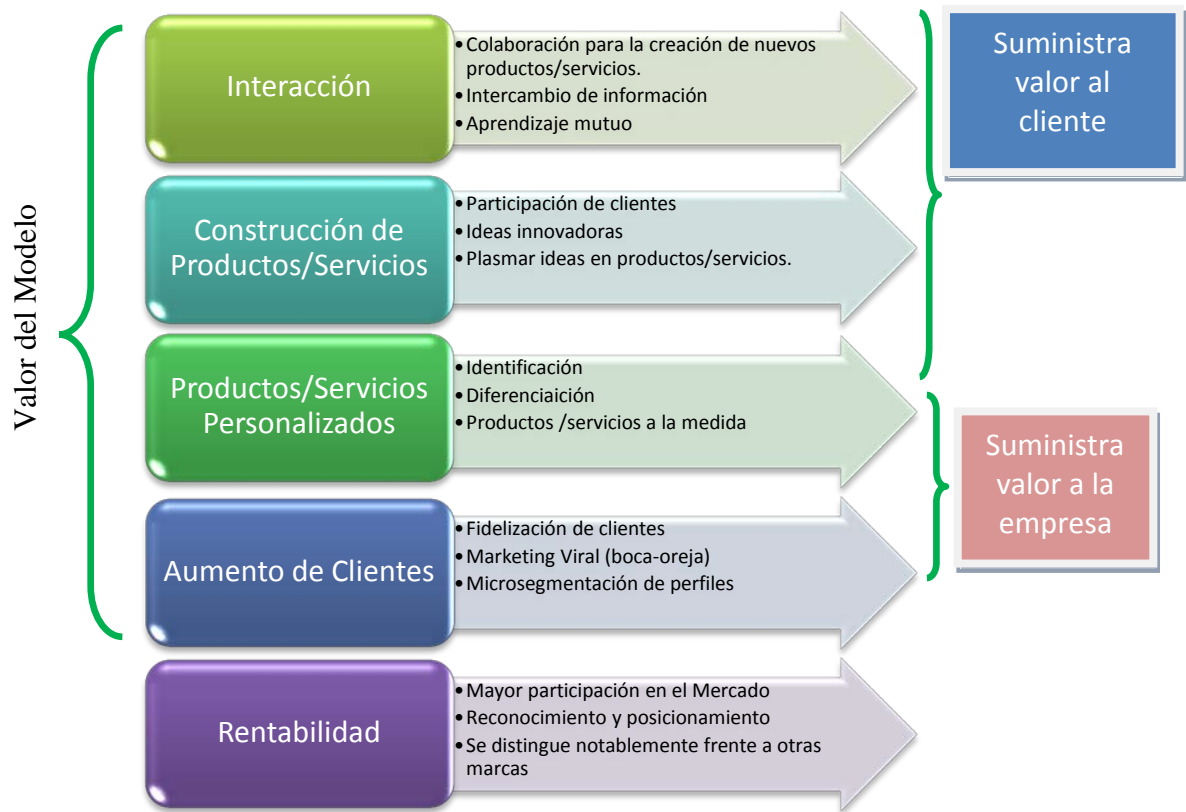 Valor del Modelo
Interacción
• Colaboración para la creación de nuevos
productos/servicios.
• Intercambio de información
• Aprendizaje mutuo
Construcción de
Productos/Servicios
• Participación de clientes
• Ideas innovadoras
• Plasmar ideas en productos/servicios.
Productos/Servicios
Personalizados
• Identificación
• Diferenciaición
• Productos /servicios a la medida
Aumento de Clientes
• Fidelización de clientes
• Marketing Viral (boca-oreja)
• Microsegmentación de perfiles
Rentabilidad
• Mayor participación en el Mercado
• Reconocimiento y posicionamiento
• Se distingue notablemente frente a otras
marcas
Suministra
valor al
cliente
Suministra
valor a la
empresa